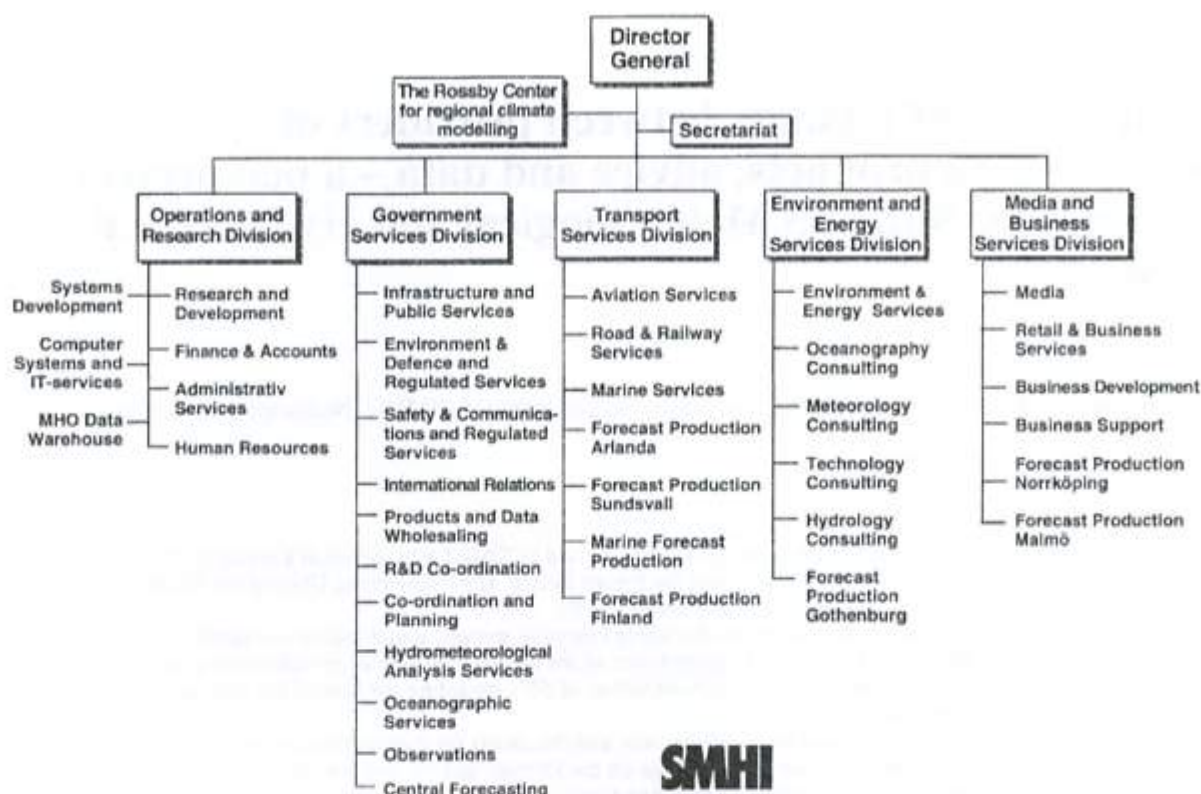 Director
General
The Rossby Center
for regional climate
modelling
Secretariat
Operations and
Research Division
Government
Services Division
Transport
Services Division
Environment and
Energy
Services Division
Media and
Business
Services Division
Systems
Development
Computer
Systems and
IT-services
MHO Data
Warehouse
Research and
Development
Finance & Accounts
Administrativ
Services
Human Resources
Infrastructure and
Public Services
Environment &
Defence and
Regulated Services
Safety & Communica-
tions and Regulated
Services
International Relations
Products and Data
Wholesaling
R&D Co-ordination
Co-ordination and
Planning
Hydrometeorological
Analysis Services
Oceanographic
Services
Observations
Central Forecasting
Aviation Services
Road & Railway
Services
Marine Services
Forecast Production
Arlanda
Forecast Production
Sundsvall
Marine Forecast
Production
Forecast Production
Finland
Environment &
Energy Services
Oceanography
Consulting
Meteorology
Consulting
Technology
Consulting
Hydrology
Consulting
Forecast
Production
Gothenburg
Media
Retail & Business
Services
Business Development
Business Support
Forecast Production
Norrköping
Forecast Production
Malmö
SMHI